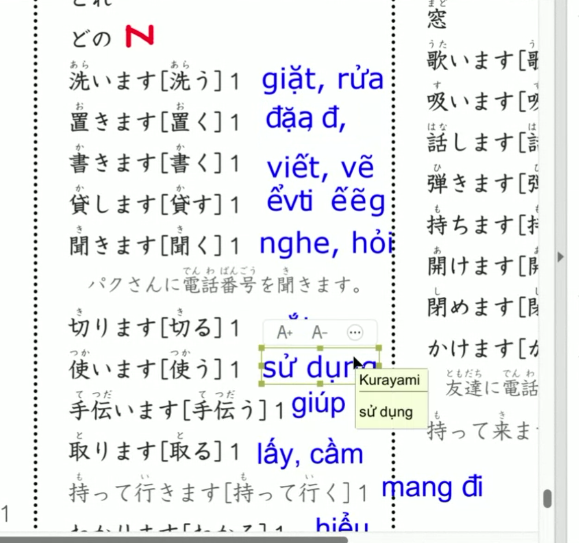 どの N
洗います[洗う]1 giặt, rửa
置きます[置く]1
書きます[書く]1 viết, vẽ
貸します[貸す]1
聞きます[聞く]1 nghe, hỏi
パクさんに電話番号を聞きます。
切ります[切る]1
A+ A- ...
使います[使う]1 sử dụng
Kurayami
sử dụng
手伝います[手伝う]1 giúp
取ります[取る]1 lấy, cầm
持って行きます[持って行く]1 mang đi
わかります[わかる]1 hiểu
1
窓
歌います[歌
吸います[吸
話します[話
弾きます[弾
持ちます[持
開けます[開
閉めます[閉
かけます[か
友達に電話
持って来ま